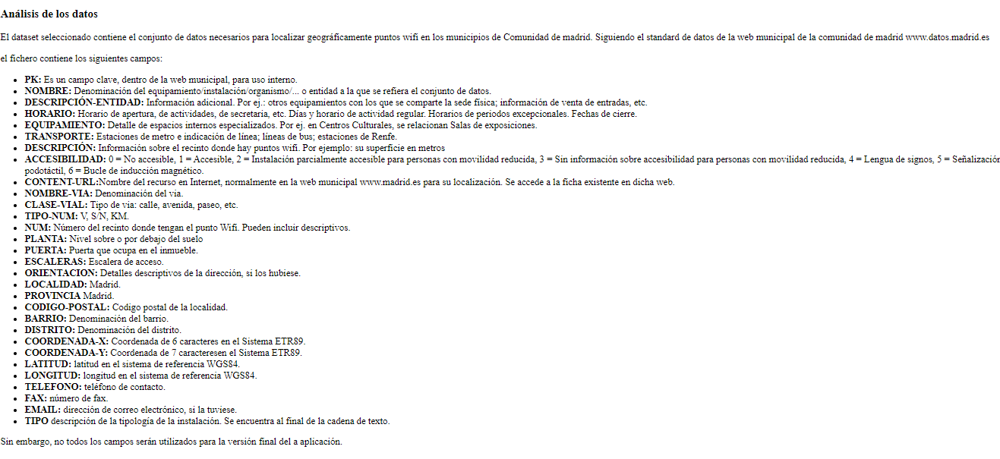 Análisis de los datos
El dataset seleccionado contiene el conjunto de datos necesarios para localizar geográficamente puntos wifi en los municipios de Comunidad de madrid. Siguiendo el standard de datos de la web municipal de la comunidad de madrid www.datos.madrid.es
el fichero contiene los siguientes campos:
• PK: Es un campo clave, dentro de la web municipal, para uso interno.
• NOMBRE: Denominación del equipamiento/instalación/organismo/... o entidad a la que se refiera el conjunto de datos.
• DESCRIPCIÓN-ENTIDAD: Información adicional. Por ej.: otros equipamientos con los que se comparte la sede física; información de venta de entradas, etc.
• HORARIO: Horario de apertura, de actividades, de secretaria, etc. Días y horario de actividad regular. Horarios de periodos excepcionales. Fechas de cierre.
• EQUIPAMIENTO: Detalle de espacios internos especializados. Por ej. en Centros Culturales, se relacionan Salas de exposiciones.
• TRANSPORTE: Estaciones de metro e indicación de línea; líneas de bus; estaciones de Renfe.
• DESCRIPCIÓN: Información sobre el recinto donde hay puntos wifi. Por ejemplo: su superficie en metros
• ACCESIBILIDAD: 0 = No accesible, 1 = Accesible, 2 = Instalación parcialmente accesible para personas con movilidad reducida, 3 = Sin información sobre accesibilidad para personas con movilidad reducida, 4 = Lengua de signos, 5 = Señalización
podotáctil, 6 = Bucle de inducción magnético.
• CONTENT-URL:Nombre del recurso en Internet, normalmente en la web municipal www.madrid.es para su localización. Se accede a la ficha existente en dicha web.
• NOMBRE-VIA: Denominación del via.
• CLASE-VIAL: Tipo de via: calle, avenida, paseo, etc.
• TIPO-NUM: V, S/N, KM.
• NUM: Número del recinto donde tengan el punto Wifi. Pueden incluir descriptivos.
• PLANTA: Nivel sobre o por debajo del suelo
• PUERTA: Puerta que ocupa en el inmueble.
• ESCALERAS: Escalera de acceso.
• ORIENTACION: Detalles descriptivos de la dirección, si los hubiese.
• LOCALIDAD: Madrid.
• PROVINCIA Madrid.
• CODIGO-POSTAL: Codigo postal de la localidad.
• BARRIO: Denominación del barrio.
• DISTRITO: Denominación del distrito.
• COORDENADA-X: Coordenada de 6 caracteres en el Sistema ETR89.
• COORDENADA-Y: Coordenada de 7 caracteresen el Sistema ETR89.
• LATITUD: latitud en el sistema de referencia WGS84.
• LONGITUD: longitud en el sistema de referencia WGS84.
• TELEFONO: teléfono de contacto.
• FAX: número de fax.
• EMAIL: dirección de correo electrónico, si la tuviese.
• TIPO descripción de la tipología de la instalación. Se encuentra al final de la cadena de texto.
Sin embargo, no todos los campos serán utilizados para la versión final del a aplicación.